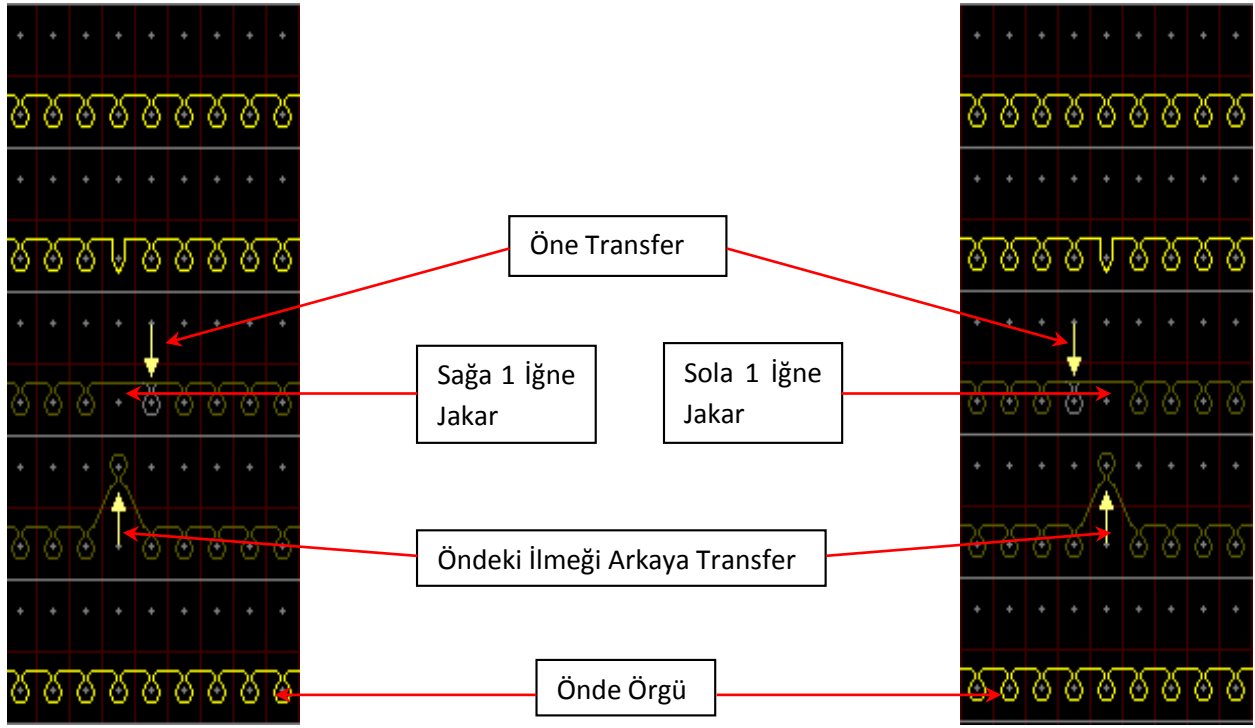 Öne Transfer
Sağa 1 İğne
Jakar
Sola 1 İğne
Jakar
Öndeki İlmeği Arkaya Transfer
Önde Örgü